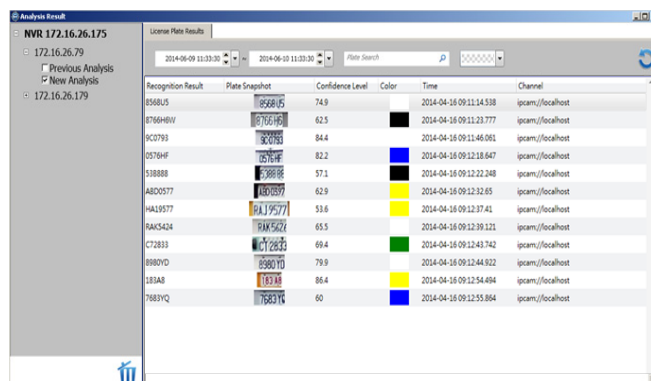 Analysis Result
NVR 172.16.26.175
172.16.26.79
Previous Analysis
New Analysis
172.16.26.179
License Plate Results
2014-06-09 11:33:30 ~ 2014-06-10 11:33:30 Plate Search
Recognition Result Plate Snapshot Confidence Level Color Time Channel
8568U5 8568U5 74.9 2014-04-16 09:11:14.538 ipcam://localhost
8766H6W 8766H6 62.5 2014-04-16 09:11:23.777 ipcam://localhost
9C0793 9C0793 84.4 2014-04-16 09:11:46.061 ipcam://localhost
0576HF 0576HF 82.2 2014-04-16 09:12:18.647 ipcam://localhost
538888 538888 57.1 2014-04-16 09:12:22.248 ipcam://localhost
ABD0577 62.9 2014-04-16 09:12:32.65 ipcam://localhost
HA19577 RAJ9577 53.6 2014-04-16 09:12:37.41 ipcam://localhost
RAK5424 65.5 2014-04-16 09:12:39.121 ipcam://localhost
C72833 69.4 2014-04-16 09:12:43.742 ipcam://localhost
8980YD 8980YD 79.9 2014-04-16 09:12:44.922 ipcam://localhost
183A8 183A8 86.4 2014-04-16 09:12:54.494 ipcam://localhost
7683YQ 60 2014-04-16 09:12:55.864 ipcam://localhost